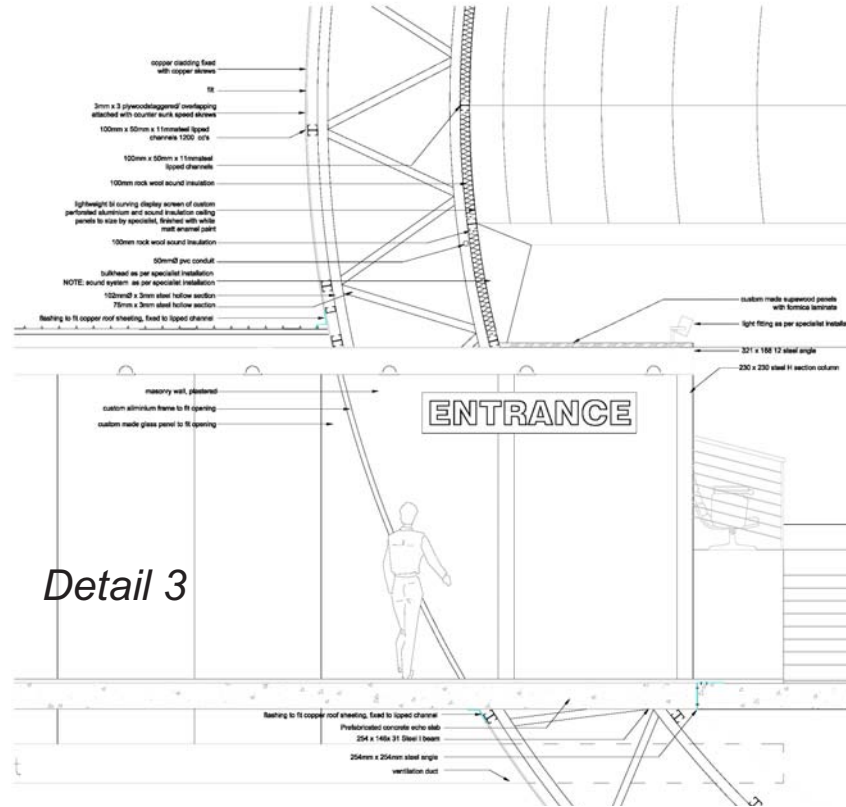 copper cladding fixed
with copper skrews
filt
3mm x 3 plywoodstaggered/ overlapping
attached with counter sunk speed skrews
100mm x 50mm x 11mmsteel lipped
channels 1200 cc's
100mm x 50mm x 11mmsteel
lipped channels
100mm rock wool sound insulation
lightweight bi curving display screen of custom
perforated aluminium and sound insulation ceiling
panels to size by specialist, finished with white
matt enamel paint
100mm rock wool sound insulation
50mmØ pvc conduit
bulkhead as per specialist installation
NOTE: sound system as per specialist installation
102mmØ x 3mm steel hollow section
75mm x 3mm steel hollow section
flashing to fit copper roof sheeting, fixed to lipped channel
custom made supawood panels
with formica laminate
light fitting as per specialist installa
321 x 188 12 steel angle
230 x 230 steel H section column
masonry wall, plastered
custom aliminium frame to fit opening
custom made glass panel to fit opening
ENTRANCE
Detail 3
flashing to fit copper roof sheeting, fixed to lipped channel
Prefabricated concrete echo slab
254 x 146x 31 Steel I beam
254mm x 254mm steel angle
ventilation duct